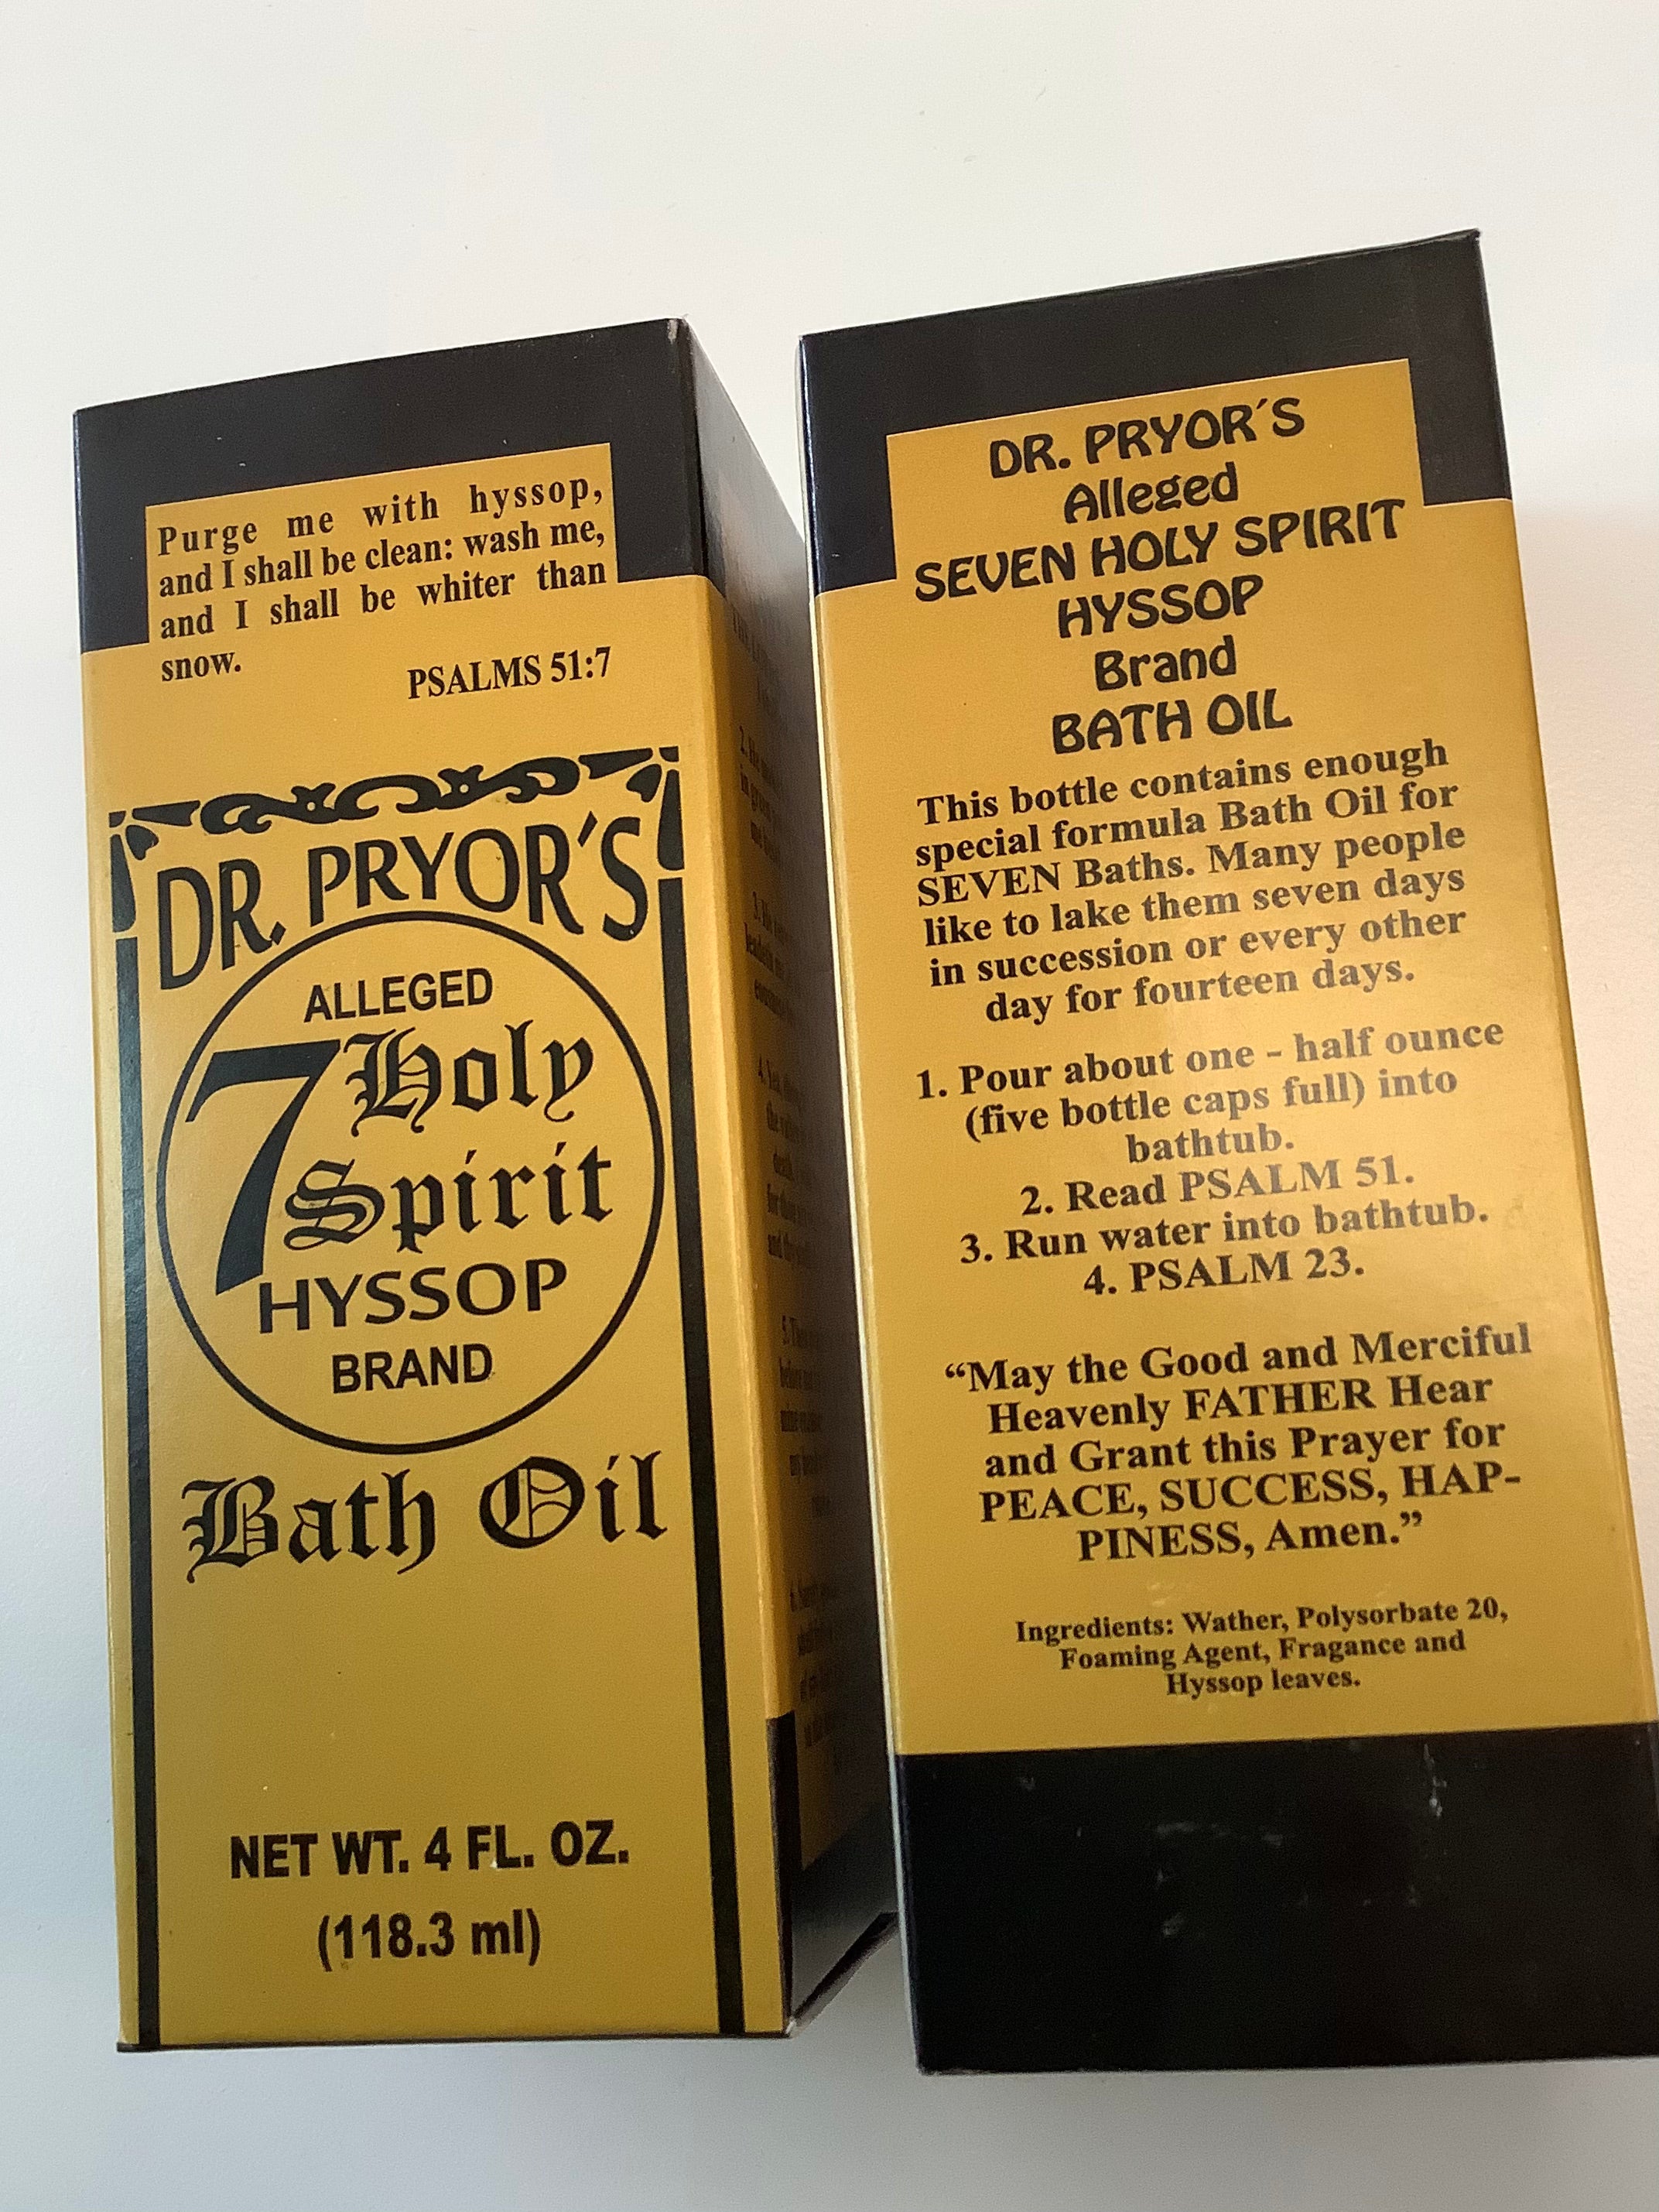 Purge me with hyssop,
and I shall be clean: wash me,
and I shall be whiter than
snow.
PSALMS 51:7
DR. PRYOR'S
ALLEGED
7 Holy
Spirit
HYSSOP
BRAND
Bath Oil
NET WT. 4 FL. OZ.
(118.3 ml)
DR. PRYOR´S
Alleged
SEVEN HOLY SPIRIT
HYSSOP
Brand
BATH OIL
This bottle contains enough
special formula Bath Oil for
SEVEN Baths. Many people
like to lake them seven days
in succession or every other
day for fourteen days.
1. Pour about one - half ounce
(five bottle caps full) into
bathtub.
2. Read PSALM 51.
3. Run water into bathtub.
4. PSALM 23.
“May the Good and Merciful
Heavenly FATHER Hear
and Grant this Prayer for
PEACE, SUCCESS, HAP-
PINESS, Amen.”
Ingredients: Wather, Polysorbate 20,
Foaming Agent, Fragance and
Hyssop leaves.